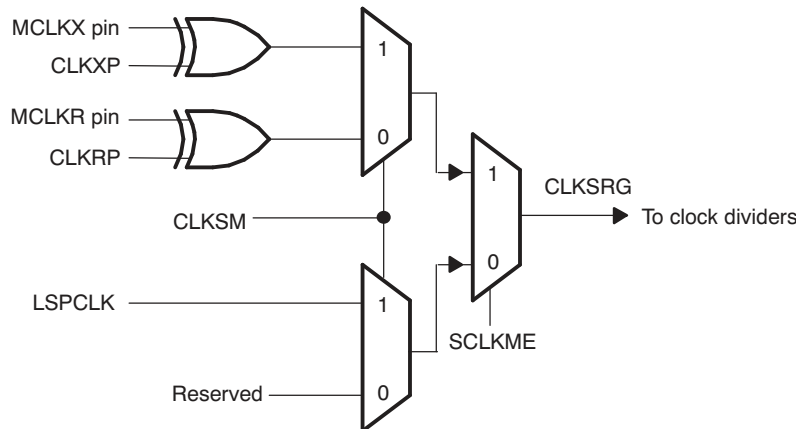 MCLKX pin
CLKXP
1
MCLKR pin
CLKRP
0
1
CLKSRG
To clock dividers
CLKSM
0
LSPCLK
1
SCLKME
Reserved
0